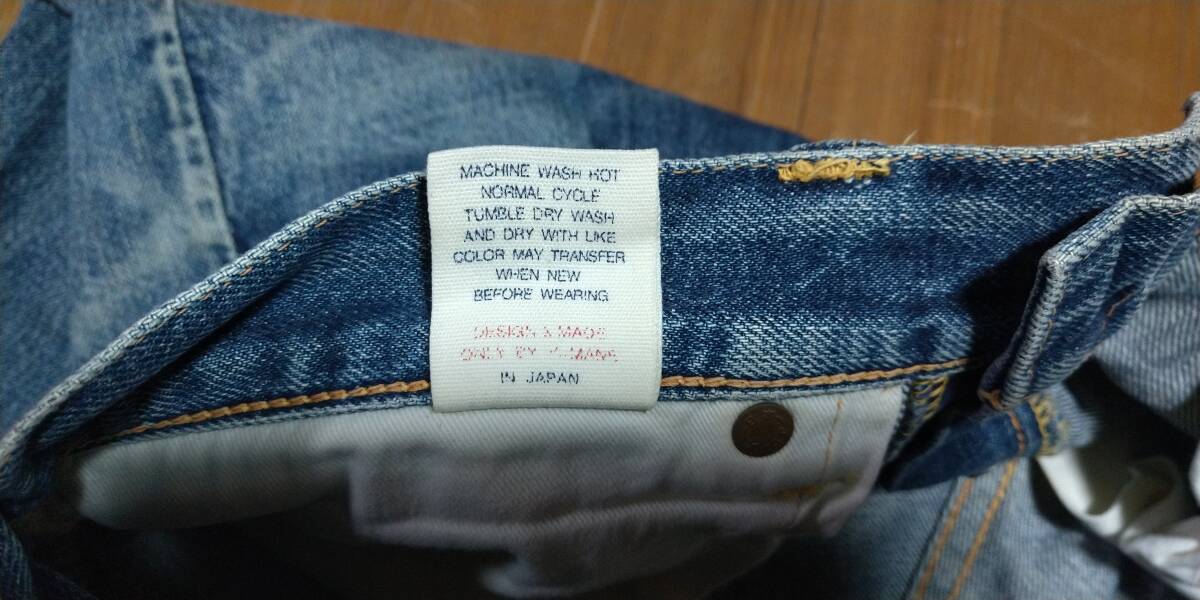 MACHINE WASH HOT
NORMAL CYCLE
TUMBLE DRY WASH
AND DRY WITH LIKE
COLOR MAY TRANSFER
WHEN NEW
BEFORE WEARING
DESIGN & MADE
ONLY BY
IN JAPAN